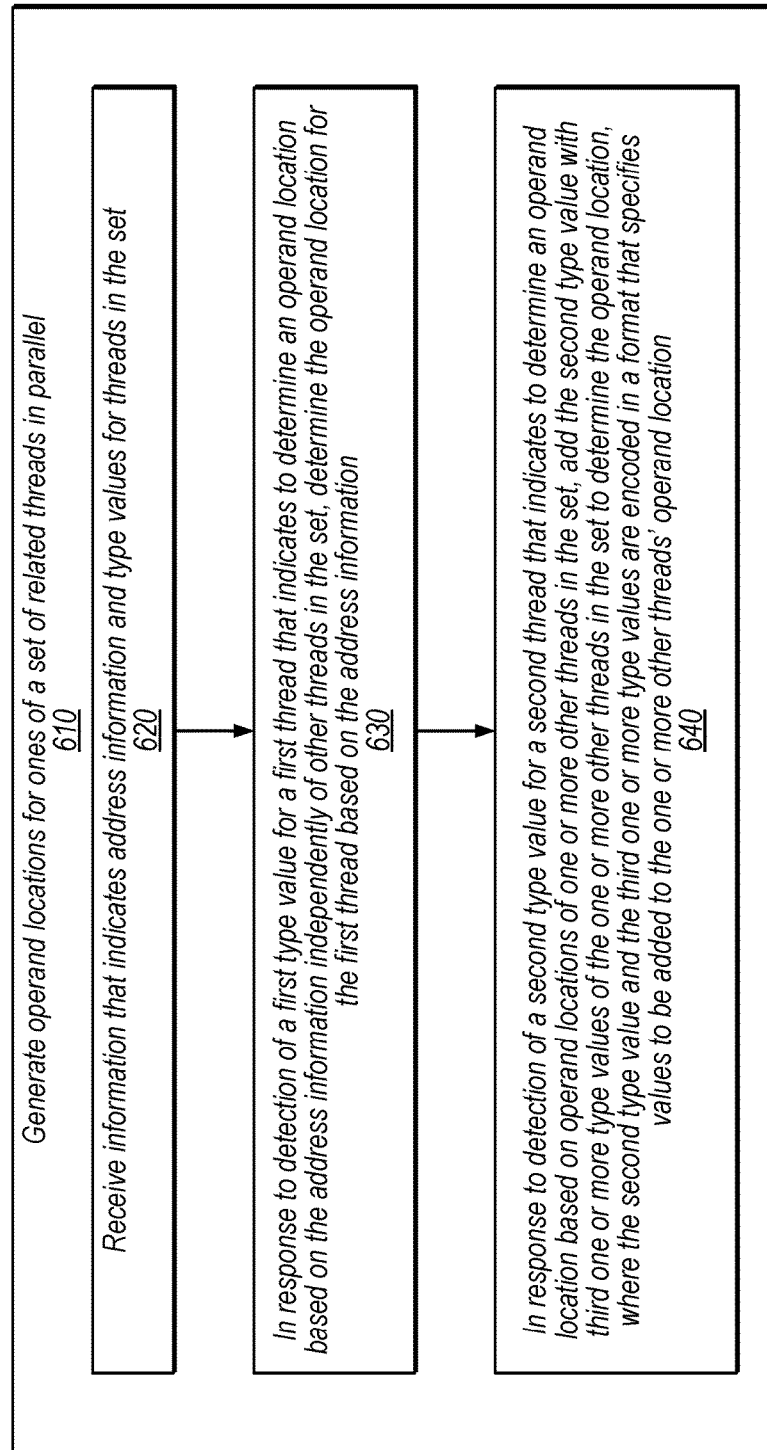 Generate operand locations for ones of a set of related threads in parallel
610
Receive information that indicates address information and type values for threads in the set
620
In response to detection of a first type value for a first thread that indicates to determine an operand location
based on the address information independently of other threads in the set, determine the operand location for
the first thread based on the address information
630
In response to detection of a second type value for a second thread that indicates to determine an operand
location based on operand locations of one or more other threads in the set, add the second type value with
third one or more type values of the one or more other threads in the set to determine the operand location,
where the second type value and the third one or more type values are encoded in a format that specifies
values to be added to the one or more other threads' operand location
640